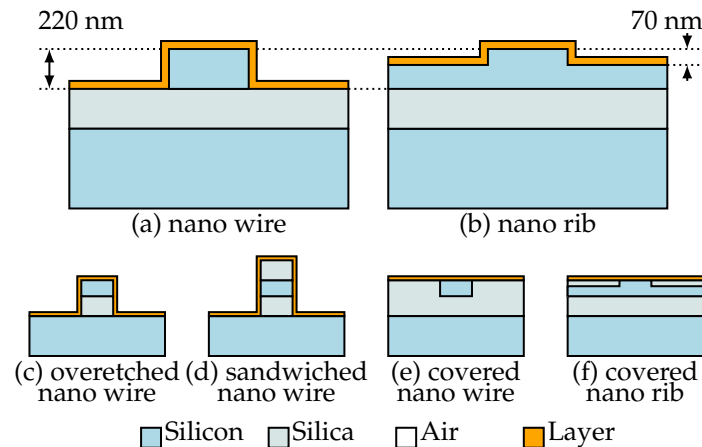 220 nm
70 nm
(a) nano wire
(b) nano rib
(c) overetched nano wire
(d) sandwiched nano wire
(e) covered nano wire
(f) covered nano rib
Silicon
Silica
Air
Layer